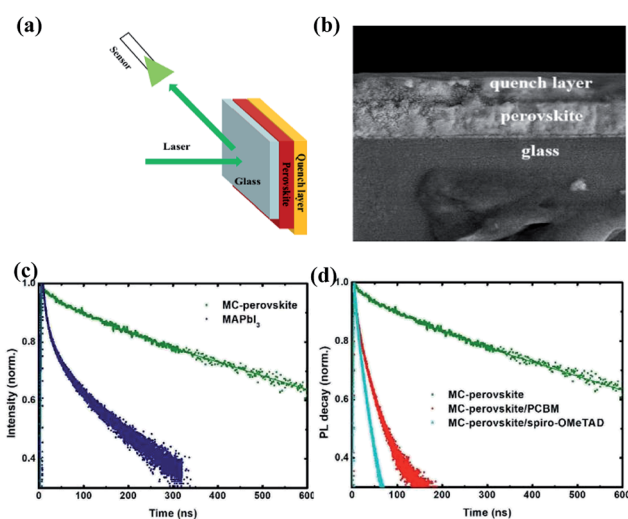 (a)
Sensor
Laser
Glass
Perovskite
Quench layer
(b)
quench layer
perovskite
glass
(c)
1.0
0.8
0.6
0.4
Intensity (norm.)
MC-perovskite
MAPbI₃
0 100 200 300 400 500 600
Time (ns)
(d)
1.0
0.8
0.6
0.4
PL decay (norm.)
MC-perovskite
MC-perovskite/PCBM
MC-perovskite/spiro-OMeTAD
0 100 200 300 400 500 600
Time (ns)